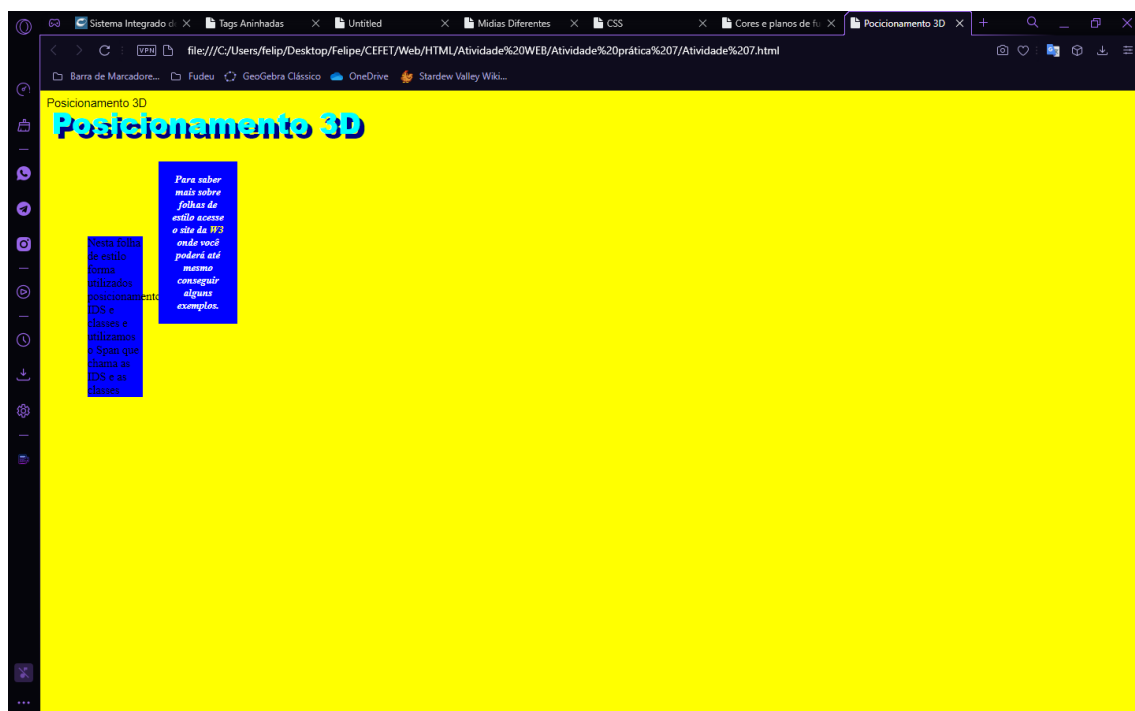 Sistema Integrado de
Tags Aninhadas
Untitled
Midias Diferentes
CSS
Cores e planos de fu
Pocicionamento 3D
VPN
file:///C:/Users/felip/Desktop/Felipe/CEFET/Web/HTML/Atividade%20WEB/Atividade%20prática%207/Atividade%207.html
Barra de Marcadore...
Fudeu
GeoGebra Clássico
OneDrive
Stardew Valley Wiki...
Posicionamento 3D
Posicionamento 3D
Para saber
mais sobre
folhas de
estilo acesse
o site da W3
onde você
poderá até
mesmo
conseguir
alguns
exemplos.
Nesta folha
de estilo
forma
utilizados
posicionamento
IDS e
classes e
utilizamos
o Span que
chama as
IDS e as
classes